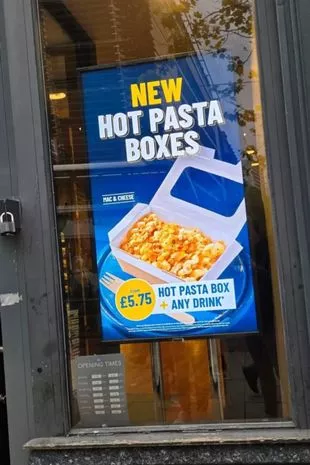 NEW
HOT PASTA
BOXES
MAC & CHEESE
£5.75
HOT PASTA BOX
+ ANY DRINK*
OPENING TIMES